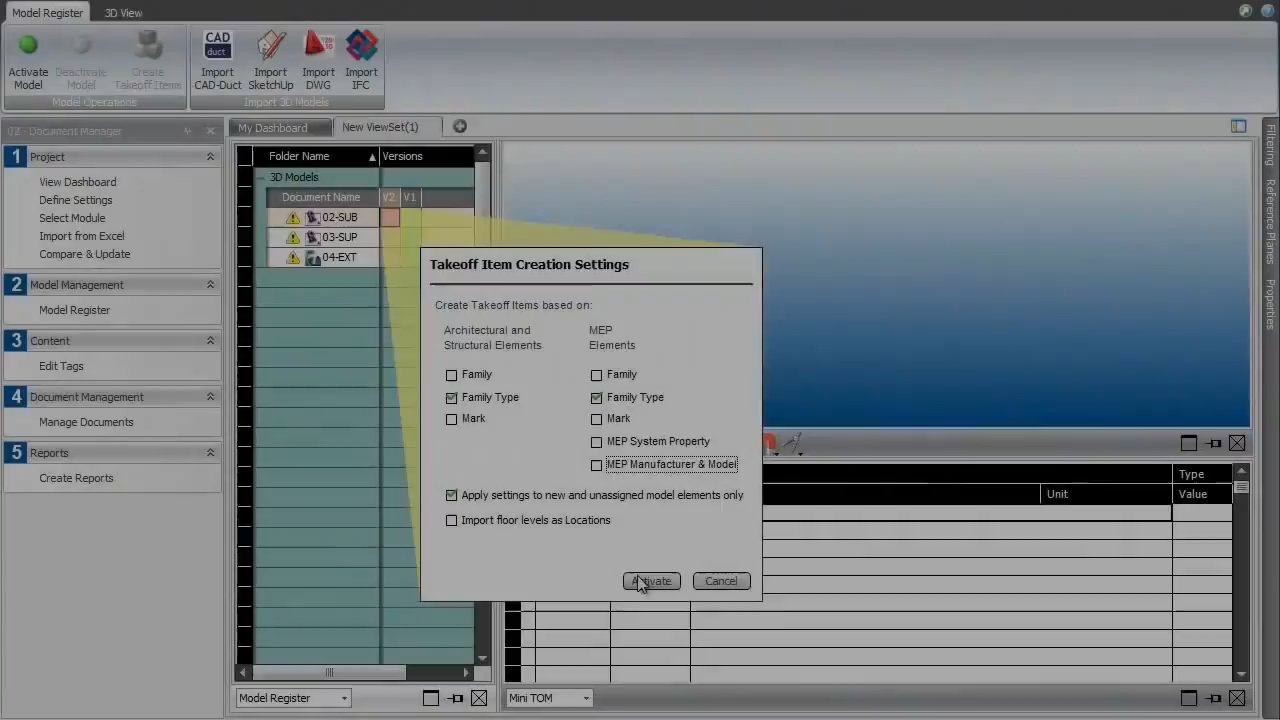 Model Register
3D View
Activate Model
Deactivate Model
Create Takeoff Items
Model Operations
CAD duct
Import CAD-Duct
Import SketchUp
Import DWG
Import IFC
Import 3D Models
02 - Document Manager
1 Project
View Dashboard
Define Settings
Select Module
Import from Excel
Compare & Update
2 Model Management
Model Register
3 Content
Edit Tags
4 Document Management
Manage Documents
5 Reports
Create Reports
My Dashboard
New ViewSet(1)
Folder Name
Versions
3D Models
Document Name V2 V1
02-SUB
03-SUP
04-EXT
Takeoff Item Creation Settings
Create Takeoff Items based on:
Architectural and
Structural Elements
MEP
Elements
Family
Family
Family Type
Family Type
Mark
Mark
MEP System Property
MEP Manufacturer & Model
Apply settings to new and unassigned model elements only
Import floor levels as Locations
Activate
Cancel
Type
Unit
Value
Model Register
Mini TOM
Filtering
Reference Planes
Properties